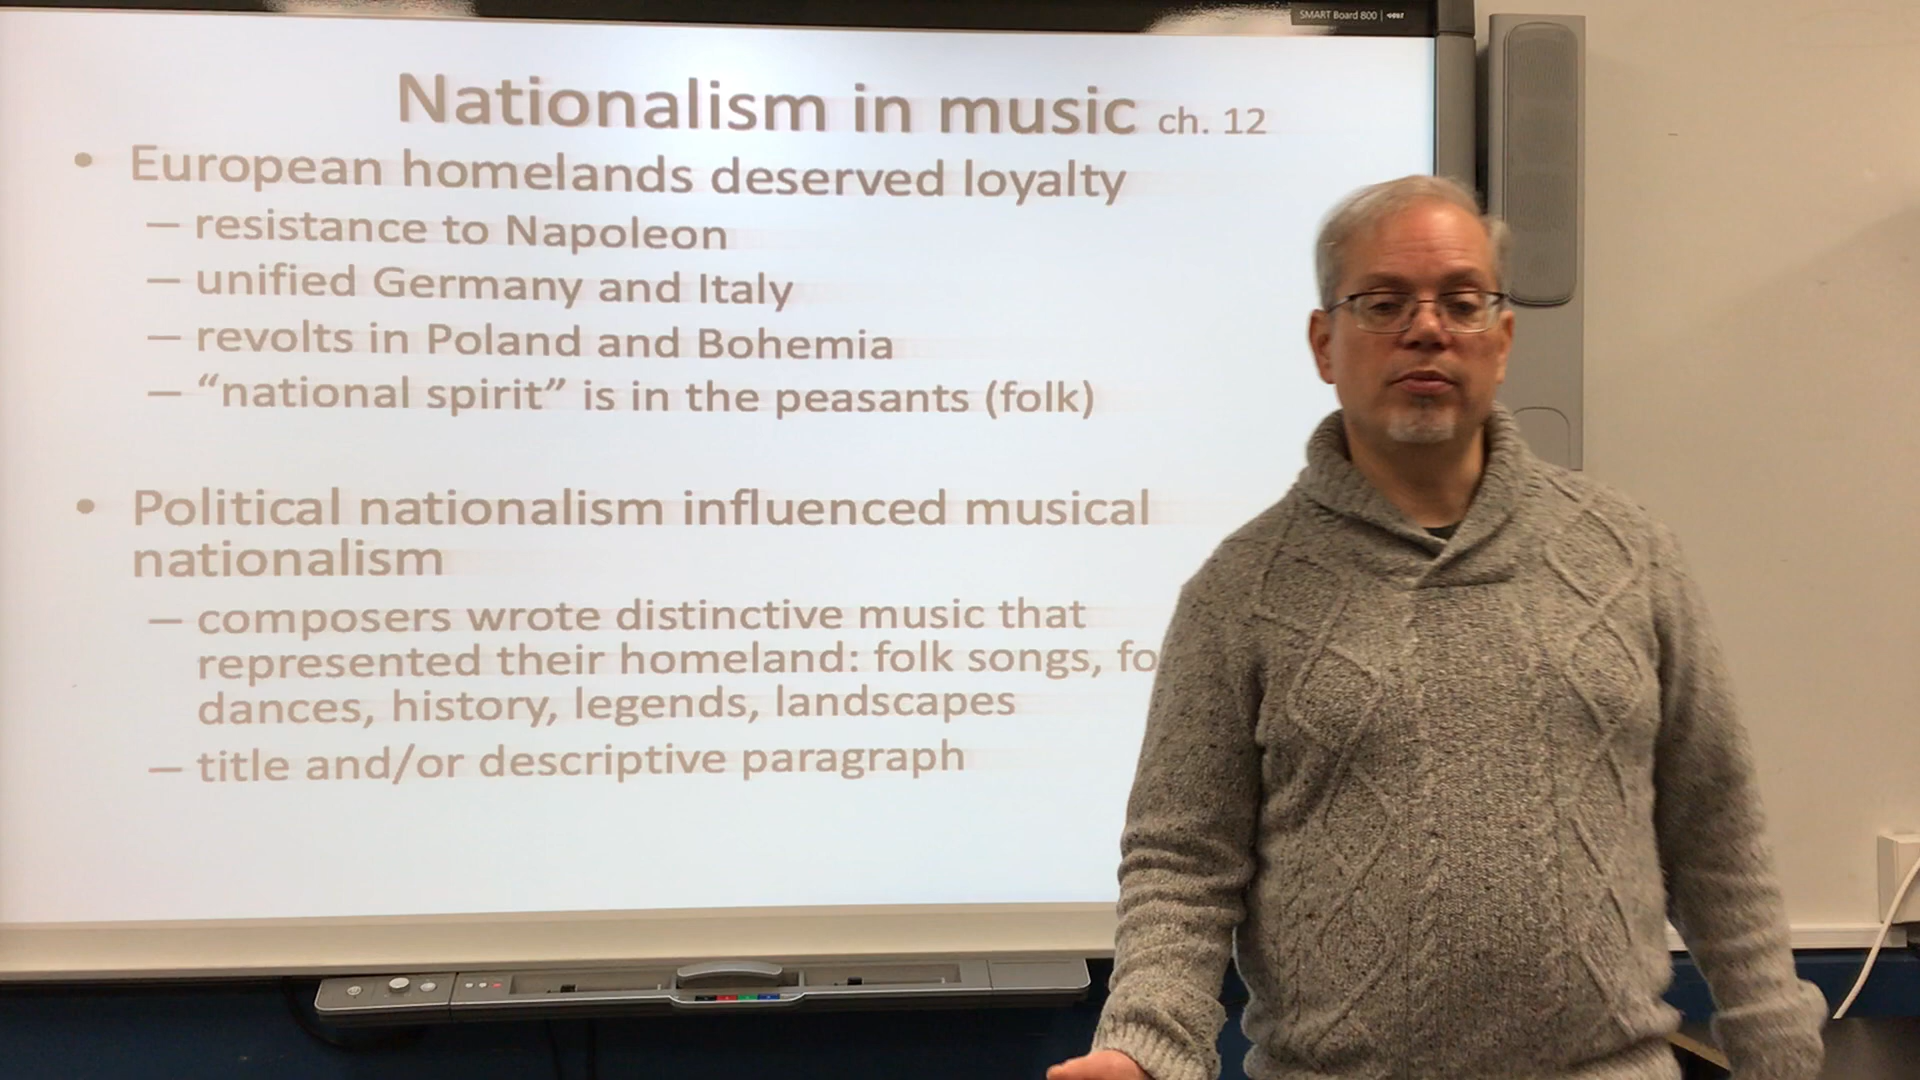 SMART Board 800
Nationalism in music ch. 12
• European homelands deserved loyalty
– resistance to Napoleon
– unified Germany and Italy
– revolts in Poland and Bohemia
– “national spirit” is in the peasants (folk)
• Political nationalism influenced musical
nationalism
– composers wrote distinctive music that
represented their homeland: folk songs, fo
dances, history, legends, landscapes
– title and/or descriptive paragraph